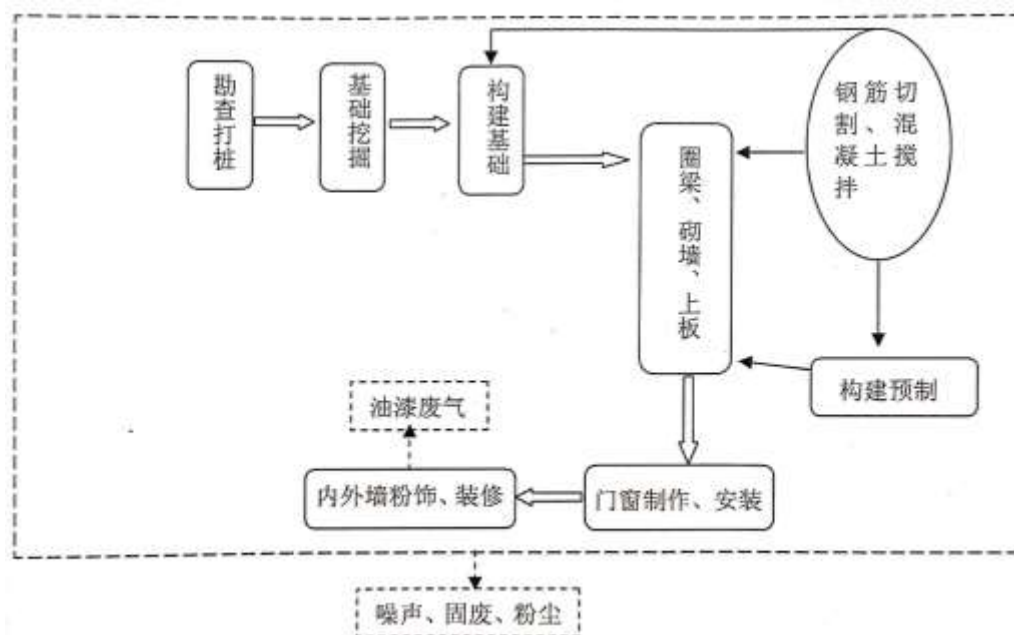 勘查打桩
基础挖掘
构建基础
圈梁、砌墙、上板
钢筋切
割、混
凝土搅
拌
构建预制
油漆废气
内外墙粉饰、装修
门窗制作、安装
噪声、固废、粉尘